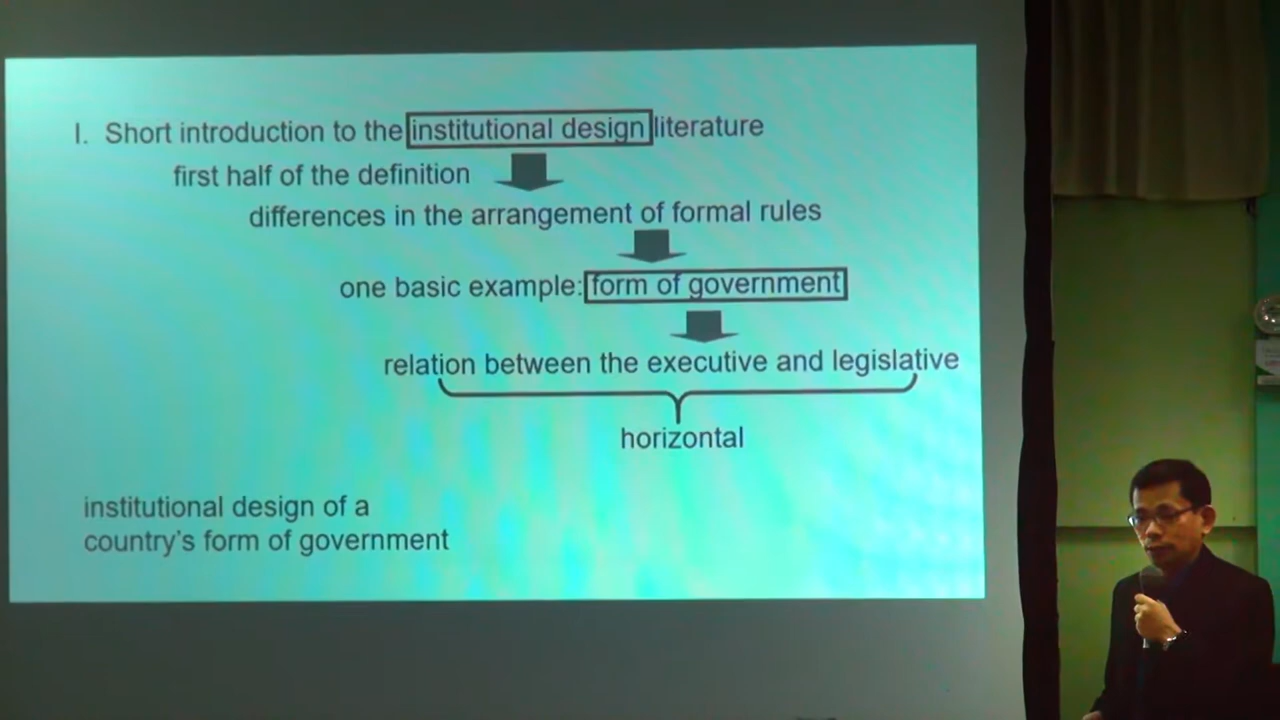 I. Short introduction to the institutional design literature
first half of the definition
differences in the arrangement of formal rules
one basic example: form of government
relation between the executive and legislative
horizontal
institutional design of a
country's form of government